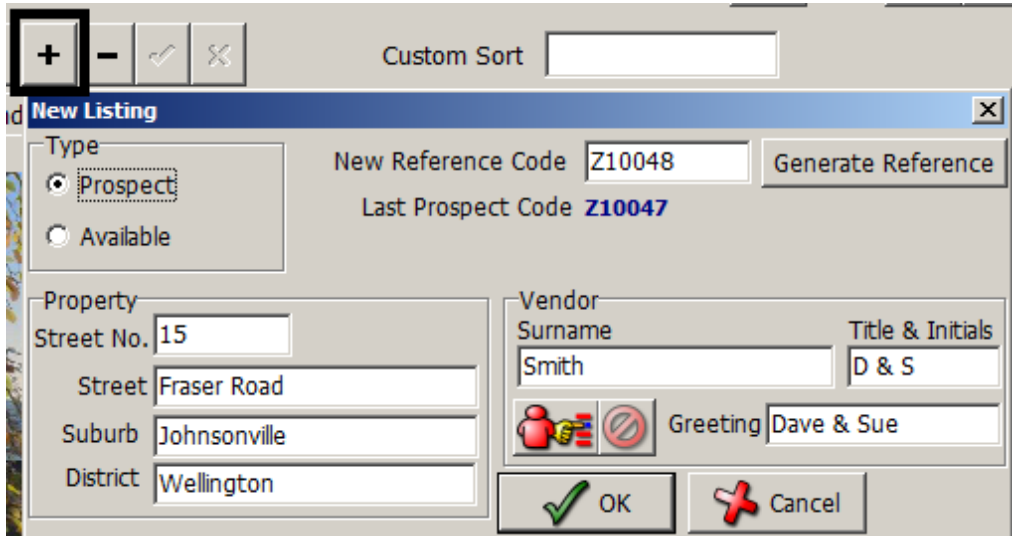 + − Custom Sort
nd
New Listing
Type
Prospect
Available
New Reference Code Z10048 Generate Reference
Last Prospect Code Z10047
Property
Street No. 15
Street Fraser Road
Suburb Johnsonville
District Wellington
Vendor
Surname Title & Initials
Smith D & S
Greeting Dave & Sue
OK Cancel